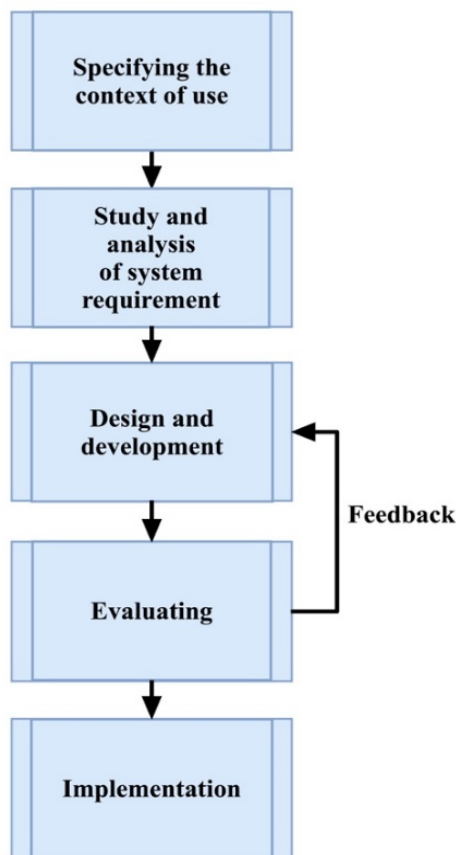 Specifying the
context of use
Study and
analysis
of system
requirement
Design and
development
Feedback
Evaluating
Implementation